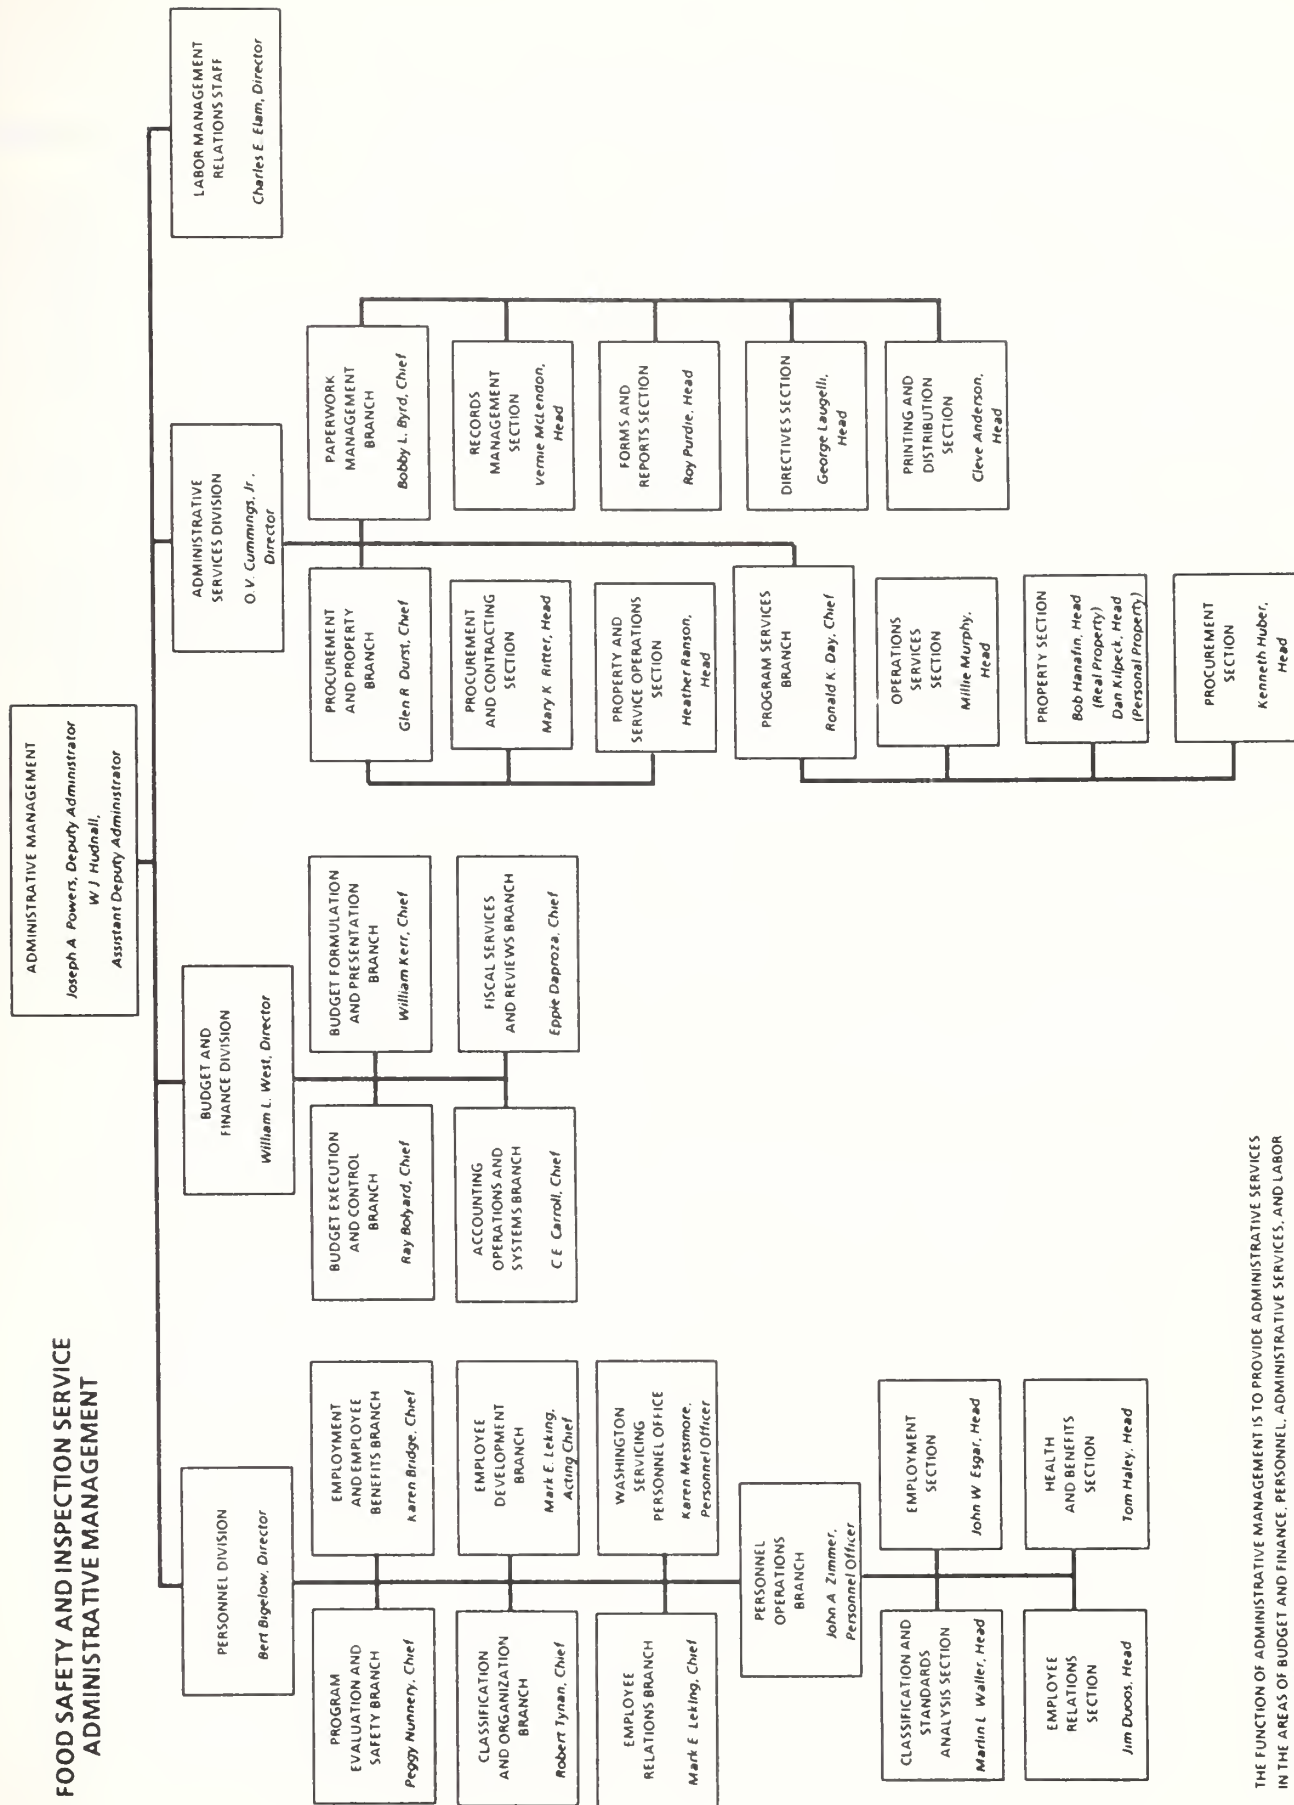 FOOD SAFETY AND INSPECTION SERVICE
ADMINISTRATIVE MANAGEMENT
ADMINISTRATIVE MANAGEMENT
Joseph A Powers, Deputy Administrator
W J Hudnall,
Assistant Deputy Administrator
PERSONNEL DIVISION
Bert Bigelow, Director
BUDGET AND
FINANCE DIVISION
William L. West, Director
ADMINISTRATIVE
SERVICES DIVISION
O. V. Cummings, Jr.,
Director
LABOR MANAGEMENT
RELATIONS STAFF
Charles E. Elam, Director
PROGRAM
EVALUATION AND
SAFETY BRANCH
Peggy Nunnery, Chief
EMPLOYMENT
AND EMPLOYEE
BENEFITS BRANCH
Karen Bridge, Chief
CLASSIFICATION
AND ORGANIZATION
BRANCH
Robert Tynan, Chief
EMPLOYEE
DEVELOPMENT
BRANCH
Mark E. Leking,
Acting Chief
EMPLOYEE
RELATIONS BRANCH
Mark E Leking, Chief
WASHINGTON
SERVICING
PERSONNEL OFFICE
Karen Messmore,
Personnel Officer
PERSONNEL
OPERATIONS
BRANCH
John A Zimmer,
Personnel Officer
CLASSIFICATION AND
STANDARDS
ANALYSIS SECTION
Marlin L Waller, Head
EMPLOYMENT
SECTION
John W Esgar, Head
EMPLOYEE
RELATIONS
SECTION
Jim Duoos, Head
HEALTH
AND BENEFITS
SECTION
Tom Haley, Head
BUDGET EXECUTION
AND CONTROL
BRANCH
Ray Bolyard, Chief
BUDGET FORMULATION
AND PRESENTATION
BRANCH
William Kerr, Chief
ACCOUNTING
OPERATIONS AND
SYSTEMS BRANCH
C E Carroll, Chief
FISCAL SERVICES
AND REVIEWS BRANCH
Eppie Daproza, Chief
PROCUREMENT
AND PROPERTY
BRANCH
Glen R Durst, Chief
PROCUREMENT
AND CONTRACTING
SECTION
Mary K Ritter, Head
PROPERTY AND
SERVICE OPERATIONS
SECTION
Heather Ranson,
Head
PAPERWORK
MANAGEMENT
BRANCH
Bobby L. Byrd, Chief
RECORDS
MANAGEMENT
SECTION
Vernie McLendon,
Head
FORMS AND
REPORTS SECTION
Roy Purdie, Head
DIRECTIVES SECTION
George Laugelli,
Head
PRINTING AND
DISTRIBUTION
SECTION
Cleve Anderson,
Head
PROGRAM SERVICES
BRANCH
Ronald K. Day, Chief
OPERATIONS
SERVICES
SECTION
Millie Murphy,
Head
PROPERTY SECTION
Bob Hanafin, Head
(Real Property)
Dan Kilpeck, Head
(Personal Property)
PROCUREMENT
SECTION
Kenneth Huber,
Head
THE FUNCTION OF ADMINISTRATIVE MANAGEMENT IS TO PROVIDE ADMINISTRATIVE SERVICES
IN THE AREAS OF BUDGET AND FINANCE, PERSONNEL, ADMINISTRATIVE SERVICES, AND LABOR